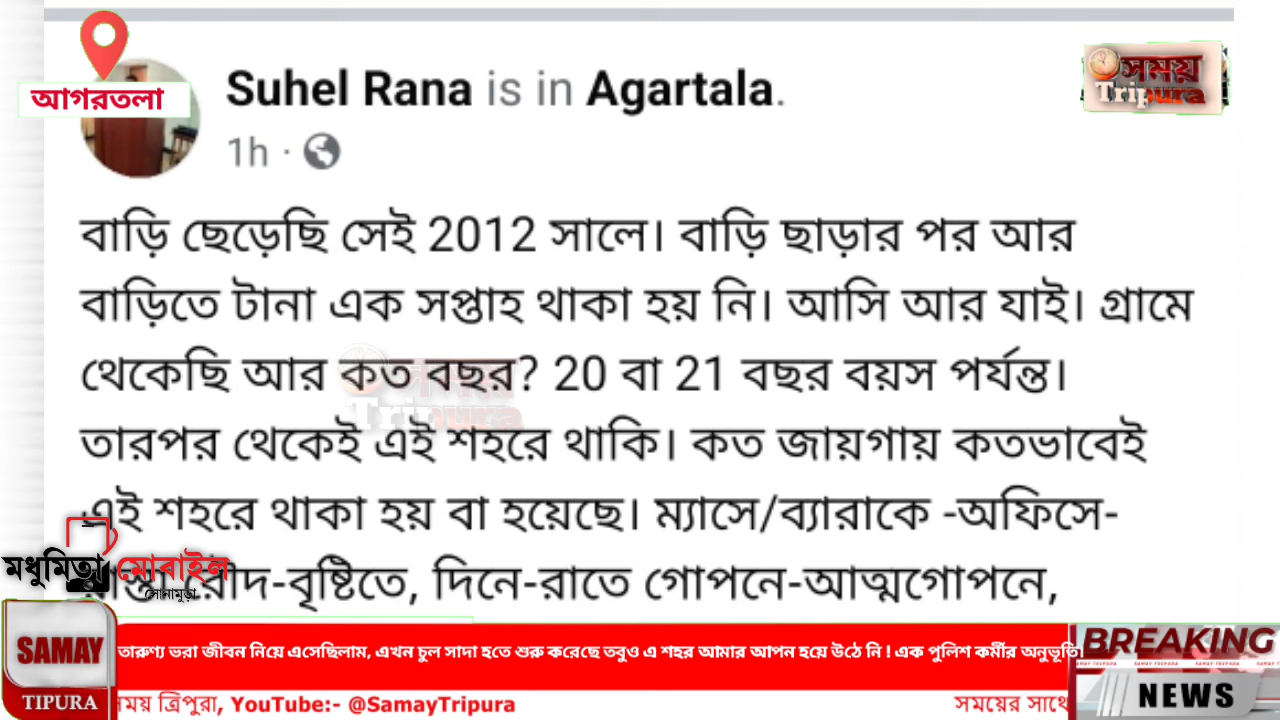 আগরতলা
Suhel Rana is in Agartala.
1h ·
সময়
Tripura
বাড়ি ছেড়েছি সেই 2012 সালে। বাড়ি ছাড়ার পর আর
বাড়িতে টানা এক সপ্তাহ থাকা হয় নি। আসি আর যাই। গ্রামে
থেকেছি আর কত বছর? 20 বা 21 বছর বয়স পর্যন্ত।
সময়
Tripura
তারপর থেকেই এই শহরে থাকি। কত জায়গায় কতভাবেই
এই শহরে থাকা হয় বা হয়েছে। ম্যাসে/ব্যারাকে -অফিসে-
রৌদ-বৃষ্টিতে, দিনে-রাতে গোপনে-আত্মগোপনে,
মধুমিতা মোবাইল
সোনামুড়া
SAMAY
TIPURA
তারুণ্য ভরা জীবন নিয়ে এসেছিলাম, এখন চুল সাদা হতে শুরু করেছে তবুও এ শহর আমার আপন হয়ে উঠে নি ! এক পুলিশ কর্মীর অনুভূতি
BREAKING
NEWS
সময় ত্রিপুরা, YouTube:- @SamayTripura
সময়ের সাথে